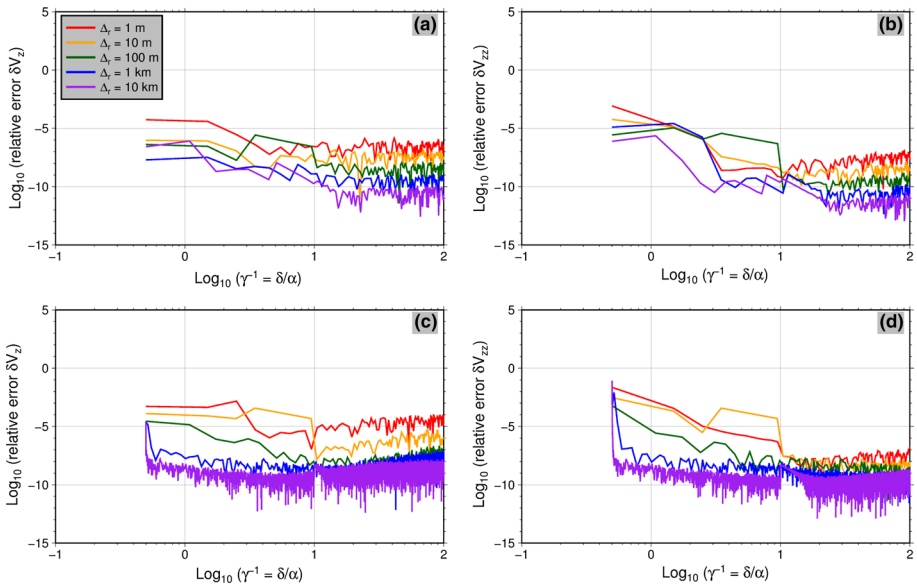 (a)
Δr = 1 m
Δr = 10 m
Δr = 100 m
Δr = 1 km
Δr = 10 km
5
0
−5
−10
−15
Log10 (relative error δVz)
−1 0 1 2
Log10 (γ-1 = δ/α)
(b)
5
0
−5
−10
−15
Log10 (relative error δVzz)
−1 0 1 2
Log10 (γ-1 = δ/α)
(c)
5
0
−5
−10
−15
Log10 (relative error δVz)
−1 0 1 2
Log10 (γ-1 = δ/α)
(d)
5
0
−5
−10
−15
Log10 (relative error δVzz)
−1 0 1 2
Log10 (γ-1 = δ/α)